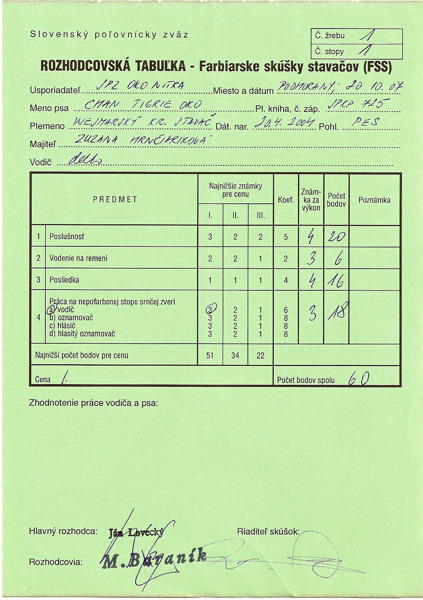 Slovenský poľovnícky zväz
Č. žrebu 1
Č. stopy 1
ROZHODCOVSKÁ TABUĽKA - Farbiarske skúšky stavačov (FSS)
Usporiadateľ JPZ OKO NITRA Miesto a dátum PODHORANY, 20 10. 07
Meno psa: CHAN TIGRIE OKO Pl. kniha, č. záp. 725
Plemeno WEJMARSKÝ KR. STAVAČ Dát. nar. 20.4. 2004 Pohl. PES
Majiteľ ZUZANA HRNČIARIKOVÁ
Vodič detto
PREDMET Najnižšie známky pre cenu I. II. III. Koef. Známka za výkon Počet bodov Poznámka
1 Poslušnosť 3 2 2 5 4 20
2 Vodenie na remeni 2 2 1 2 3 6
3 Posliedka 1 1 1 4 4 16
4 Práca na nepofarbenej stope srnčej zveri
a) vodič 3 2 1 6 3 18
b) oznamovač 3 2 1 8
c) hlásič 3 2 1 8
d) hlasitý oznamovač 3 2 1 8
Najnižší počet bodov pre cenu 51 34 22
Cena I. Počet bodov spolu 60
Zhodnotenie práce vodiča a psa:
Hlavný rozhodca: Ján Lovecký Riaditeľ skúšok:
Rozhodcovia: M. Baraník